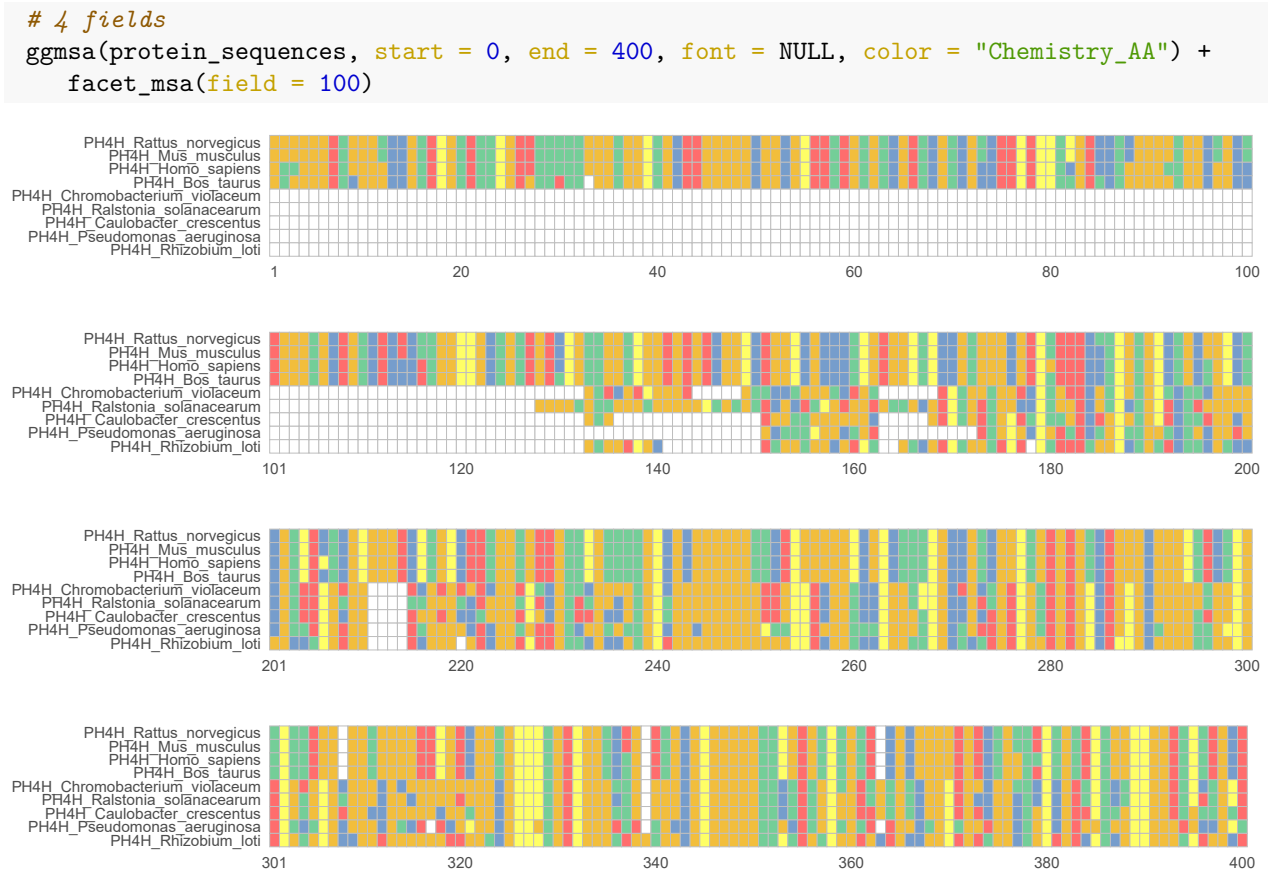 # 4 fields
ggmsa(protein_sequences, start = 0, end = 400, font = NULL, color = "Chemistry_AA") +
facet_msa(field = 100)
PH4H_Rattus_norvegicus
PH4H_Mus_musculus
PH4H_Homo_sapiens
PH4H_Bos_taurus
PH4H_Chromobacterium_violaceum
PH4H_Ralstonia_solanacearum
PH4H_Caulobacter_crescentus
PH4H_Pseudomonas_aeruginosa
PH4H_Rhizobium_loti
1 20 40 60 80 100
PH4H_Rattus_norvegicus
PH4H_Mus_musculus
PH4H_Homo_sapiens
PH4H_Bos_taurus
PH4H_Chromobacterium_violaceum
PH4H_Ralstonia_solanacearum
PH4H_Caulobacter_crescentus
PH4H_Pseudomonas_aeruginosa
PH4H_Rhizobium_loti
101 120 140 160 180 200
PH4H_Rattus_norvegicus
PH4H_Mus_musculus
PH4H_Homo_sapiens
PH4H_Bos_taurus
PH4H_Chromobacterium_violaceum
PH4H_Ralstonia_solanacearum
PH4H_Caulobacter_crescentus
PH4H_Pseudomonas_aeruginosa
PH4H_Rhizobium_loti
201 220 240 260 280 300
PH4H_Rattus_norvegicus
PH4H_Mus_musculus
PH4H_Homo_sapiens
PH4H_Bos_taurus
PH4H_Chromobacterium_violaceum
PH4H_Ralstonia_solanacearum
PH4H_Caulobacter_crescentus
PH4H_Pseudomonas_aeruginosa
PH4H_Rhizobium_loti
301 320 340 360 380 400